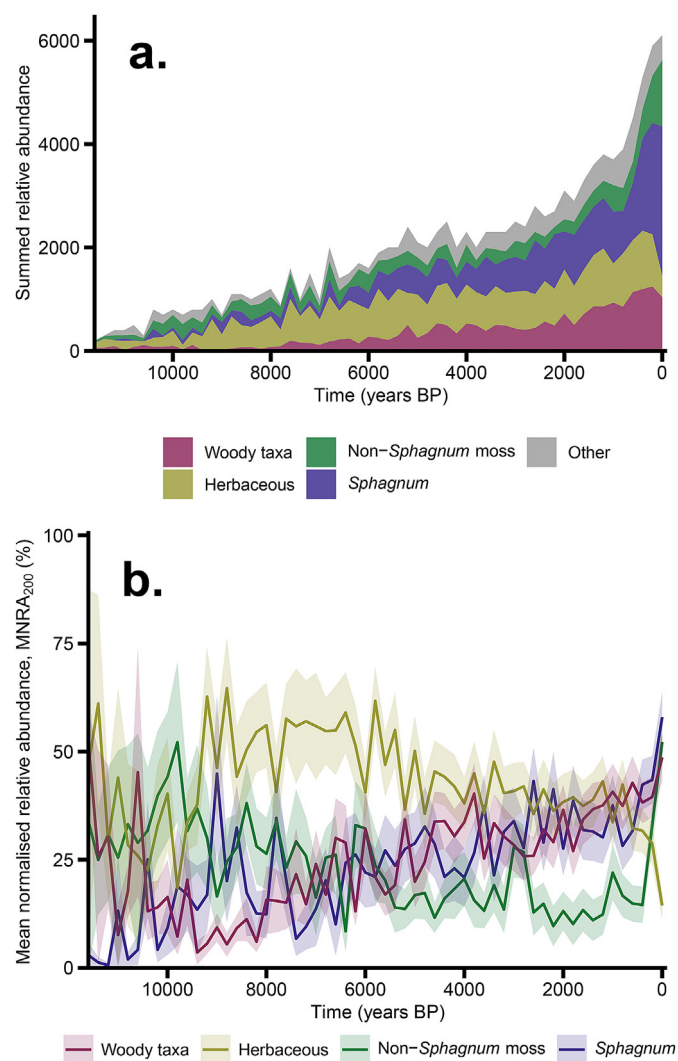 a.
Summed relative abundance
6000
4000
2000
0
10000 8000 6000 4000 2000 0
Time (years BP)
Woody taxa Non−Sphagnum moss Other
Herbaceous Sphagnum
b.
Mean normalised relative abundance, MNRA200 (%)
100
75
50
25
0
10000 8000 6000 4000 2000 0
Time (years BP)
Woody taxa Herbaceous Non−Sphagnum moss Sphagnum